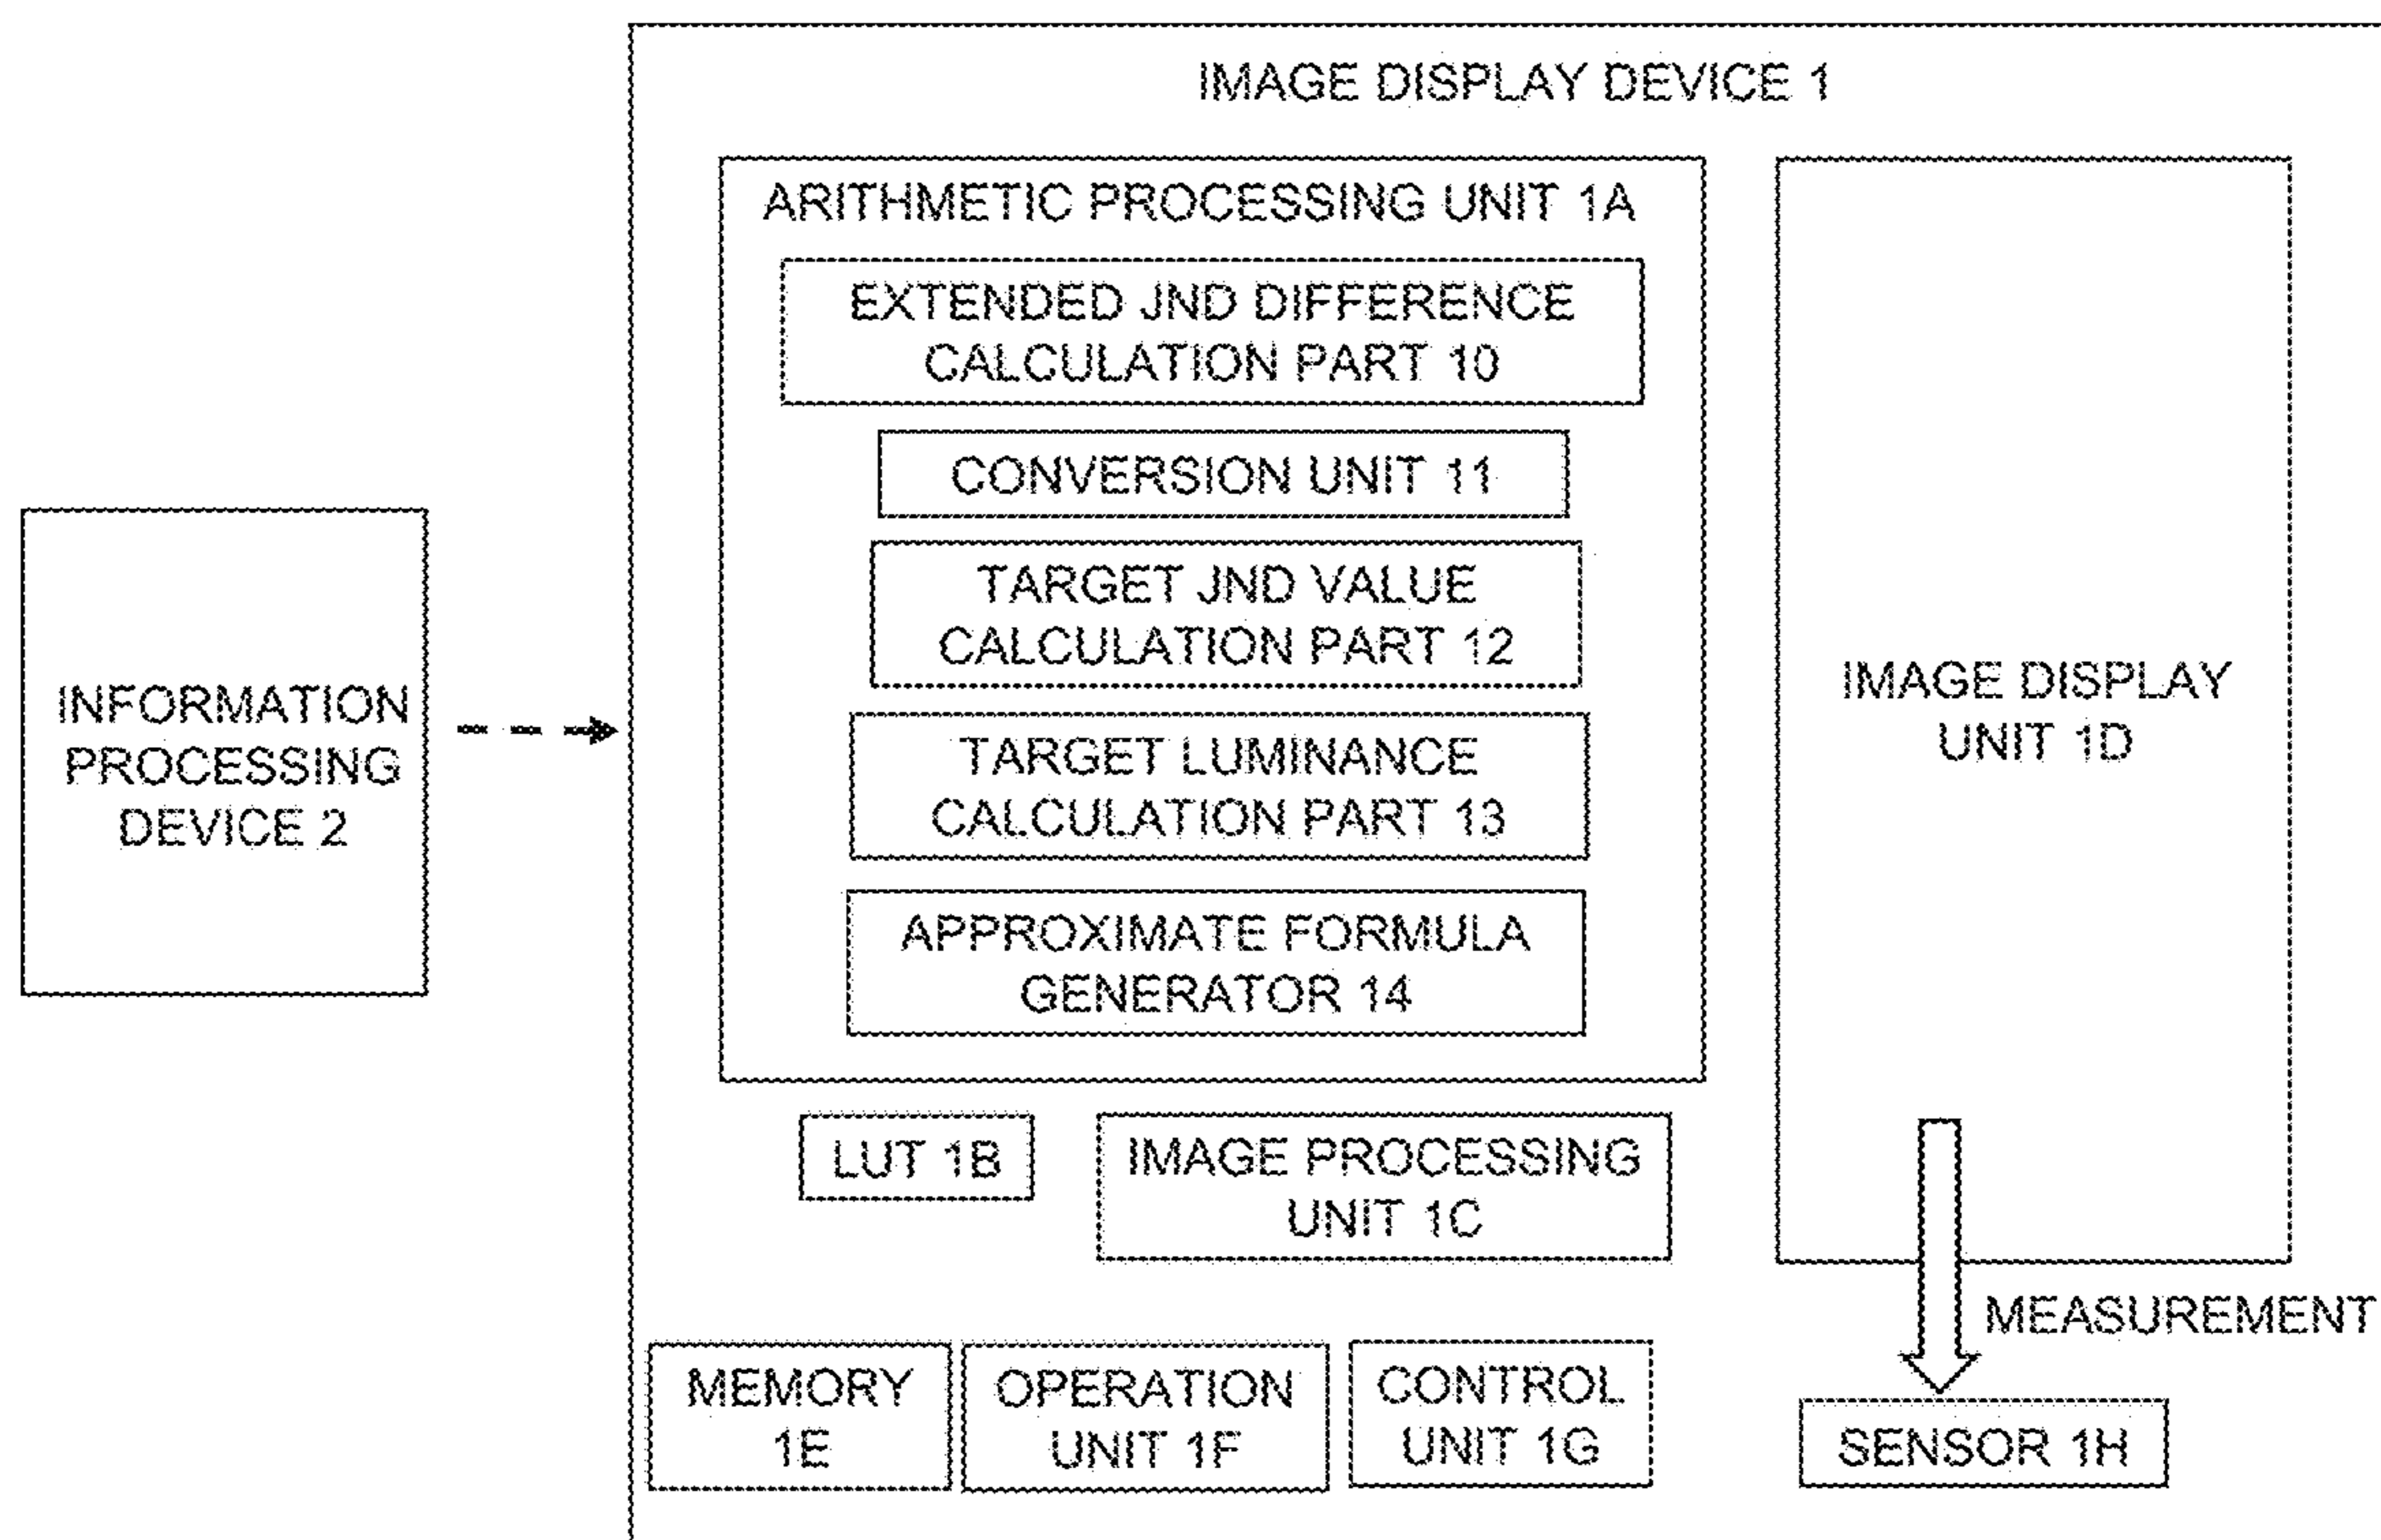 IMAGE DISPLAY DEVICE 1
ARITHMETIC PROCESSING UNIT 1A
EXTENDED JND DIFFERENCE
CALCULATION PART 10
CONVERSION UNIT 11
TARGET JND VALUE
CALCULATION PART 12
TARGET LUMINANCE
CALCULATION PART 13
APPROXIMATE FORMULA
GENERATOR 14
INFORMATION
PROCESSING
DEVICE 2
IMAGE DISPLAY
UNIT 1D
LUT 1B
IMAGE PROCESSING
UNIT 1C
MEASUREMENT
MEMORY
1E
OPERATION
UNIT 1F
CONTROL
UNIT 1G
SENSOR 1H